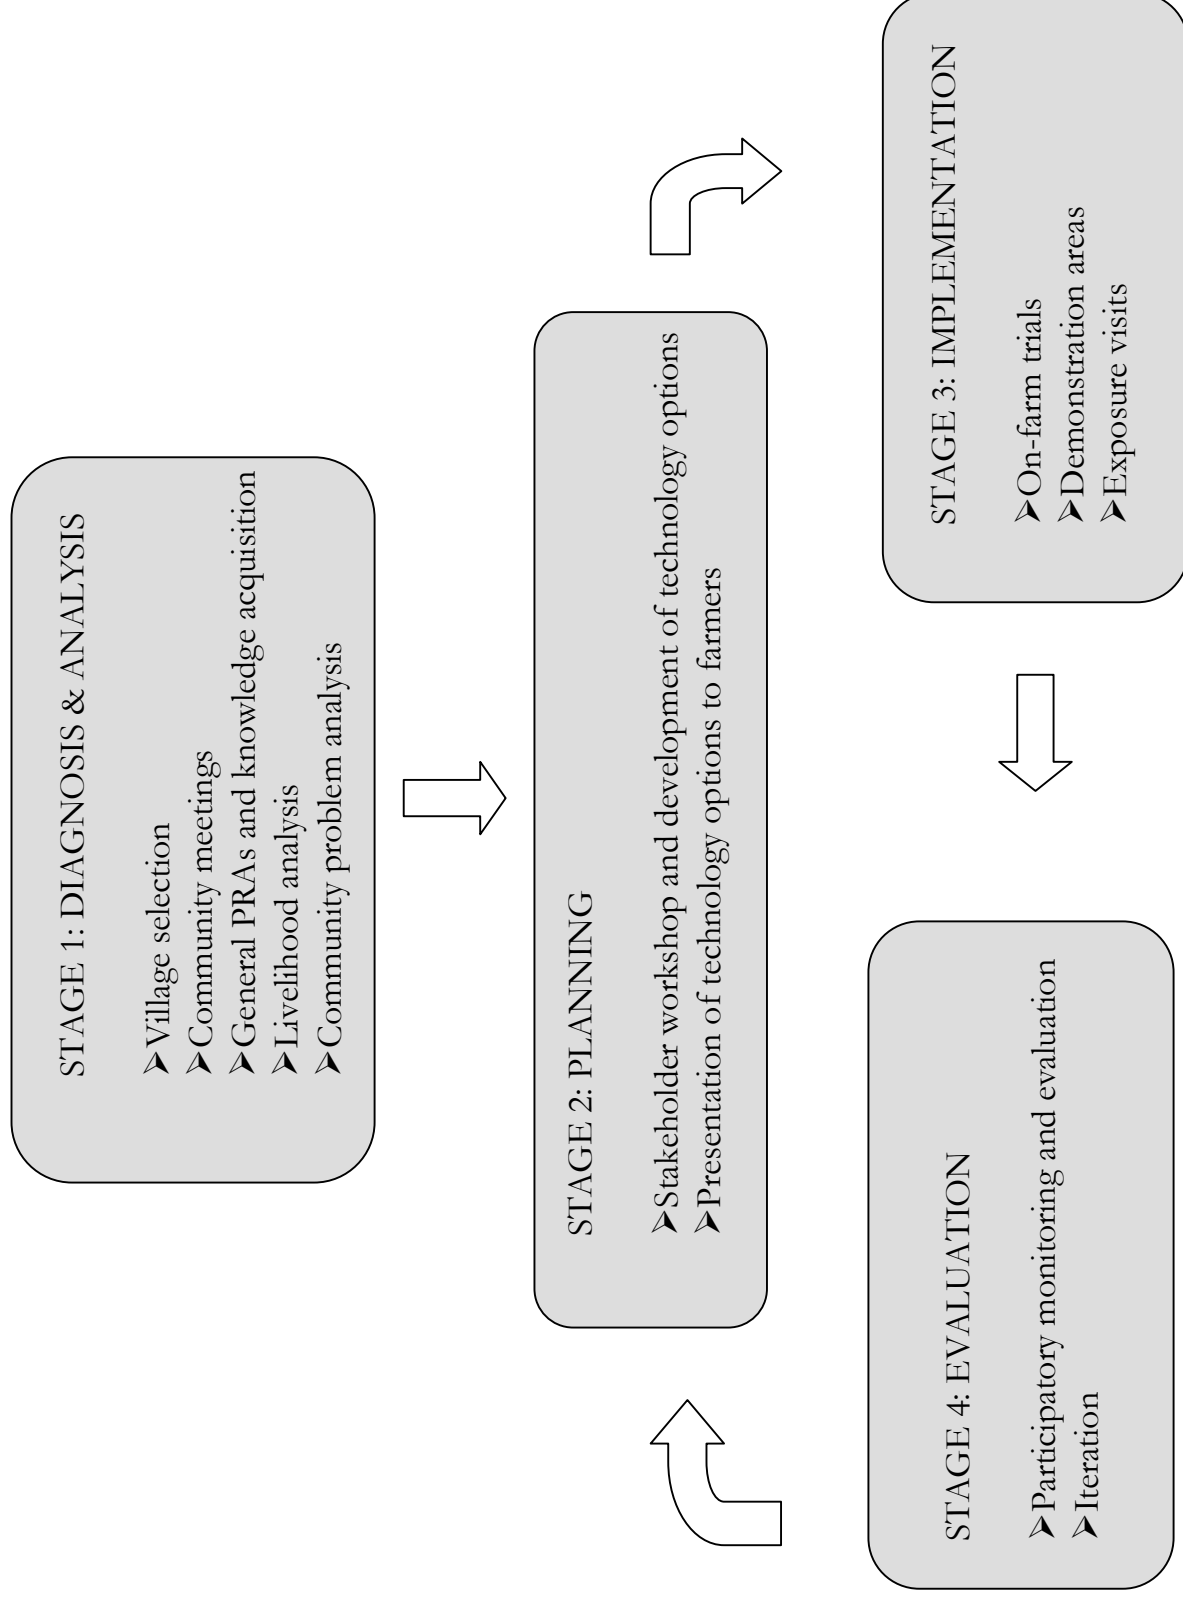 STAGE 1: DIAGNOSIS & ANALYSIS
➢Village selection
➢Community meetings
➢General PRAs and knowledge acquisition
➢Livelihood analysis
➢Community problem analysis
STAGE 2: PLANNING
➢Stakeholder workshop and development of technology options
➢Presentation of technology options to farmers
STAGE 3: IMPLEMENTATION
➢On-farm trials
➢Demonstration areas
➢Exposure visits
STAGE 4: EVALUATION
➢Participatory monitoring and evaluation
➢Iteration